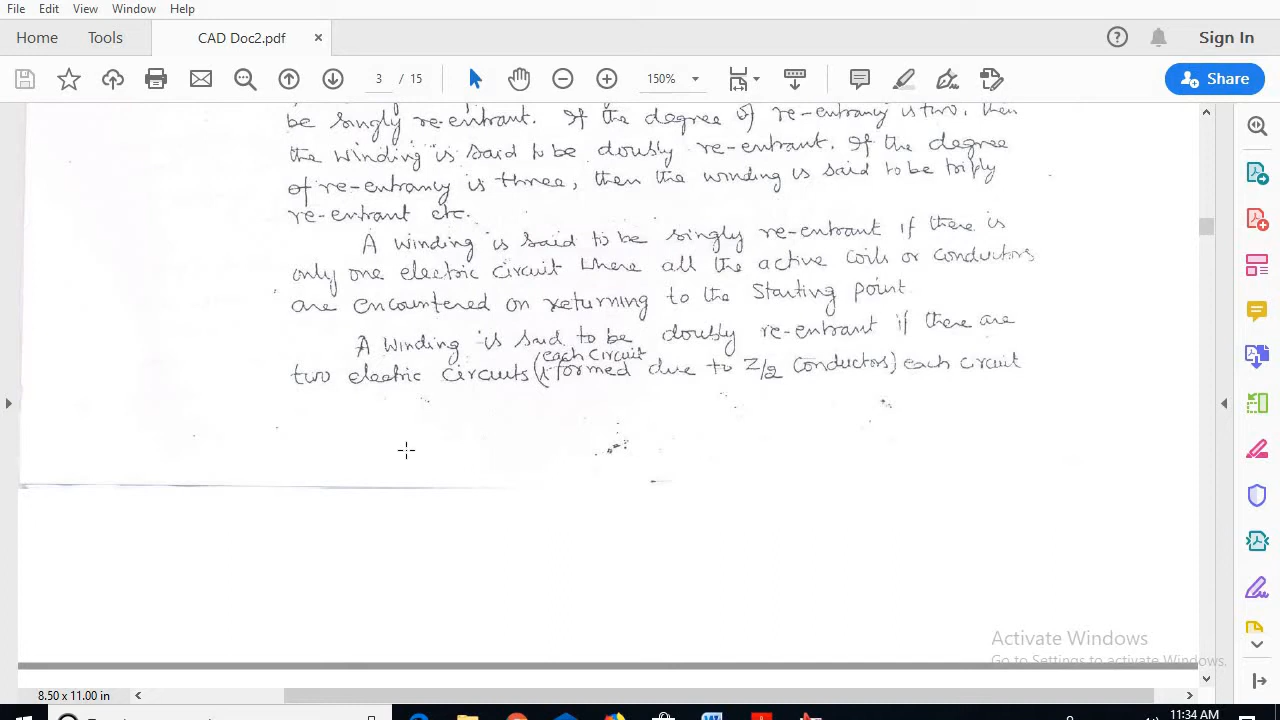 File Edit View Window Help
Home Tools CAD Doc2.pdf × ? Sign In
3 / 15 150% Share
be singly re-entrant. If the degree of re-entrancy is two, then
the winding is said to be doubly re-entrant. If the degree
of re-entrancy is three, then the winding is said to be triply
re-entrant etc.
A winding is said to be singly re-entrant if there is
only one electric circuit where all the active coils or conductors
are encountered on returning to the starting point.
A winding is said to be doubly re-entrant if there are
each circuit
two electric circuits ( formed due to Z/2 conductors) each circuit
Activate Windows
Go to Settings to activate Windows.
8.50 x 11.00 in
11:34 AM